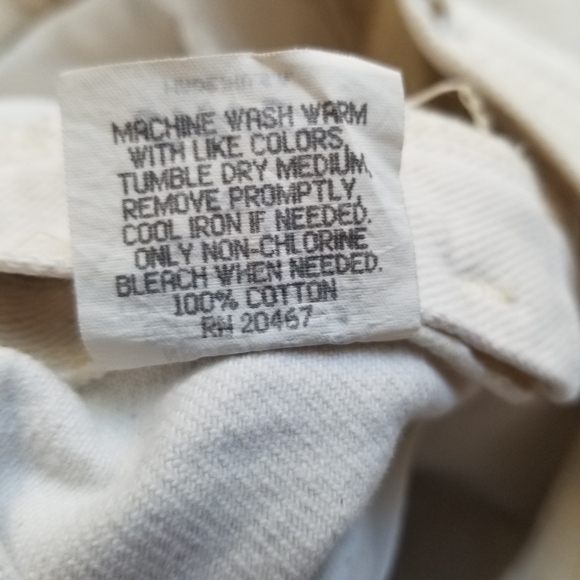 MACHINE WASH WARM
WITH LIKE COLORS,
TUMBLE DRY MEDIUM,
REMOVE PROMPTLY,
COOL IRON IF NEEDED.
ONLY NON-CHLORINE
BLEACH WHEN NEEDED.
100% COTTON
RN 20467